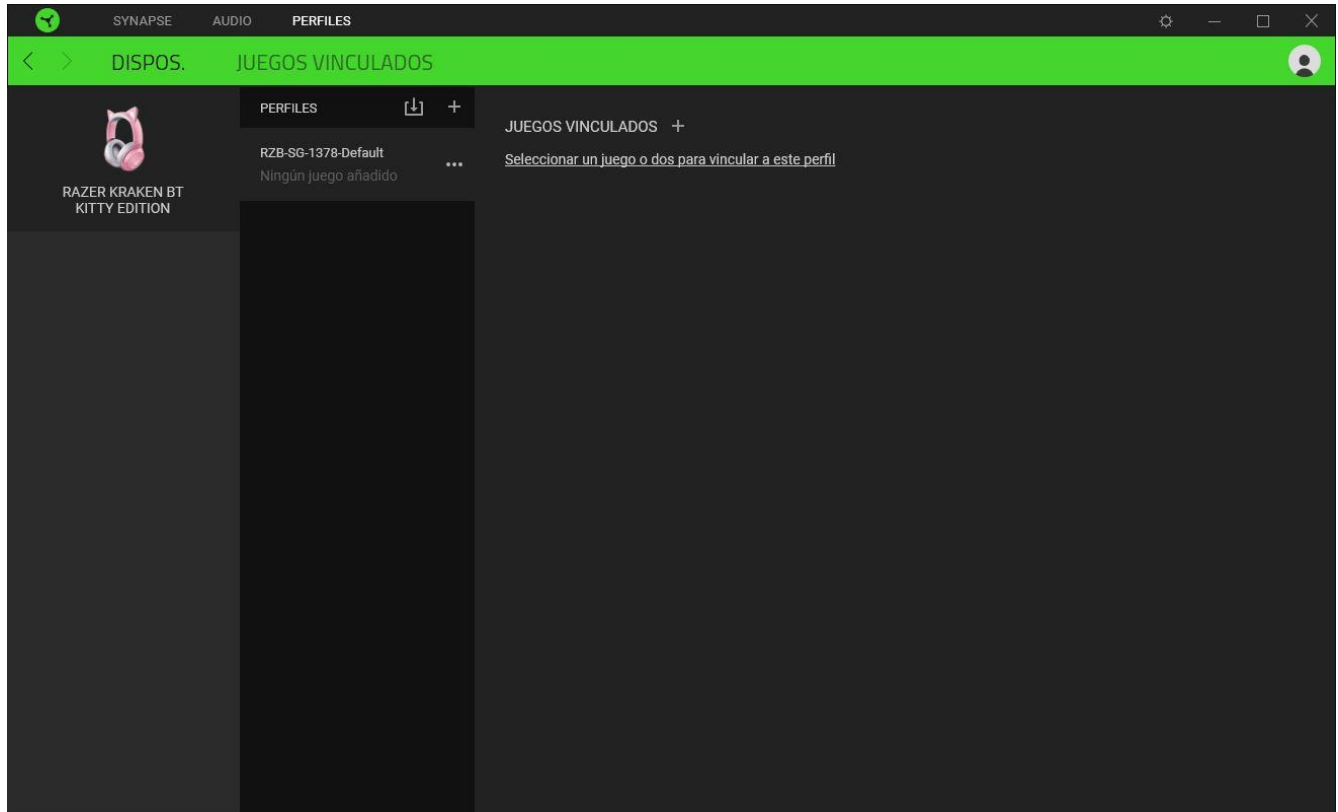 SYNAPSE AUDIO PERFILES
DISPOS. JUEGOS VINCULADOS
RAZER KRAKEN BT
KITTY EDITION
PERFILES
RZB-SG-1378-Default
Ningún juego añadido
JUEGOS VINCULADOS +
Seleccionar un juego o dos para vincular a este perfil